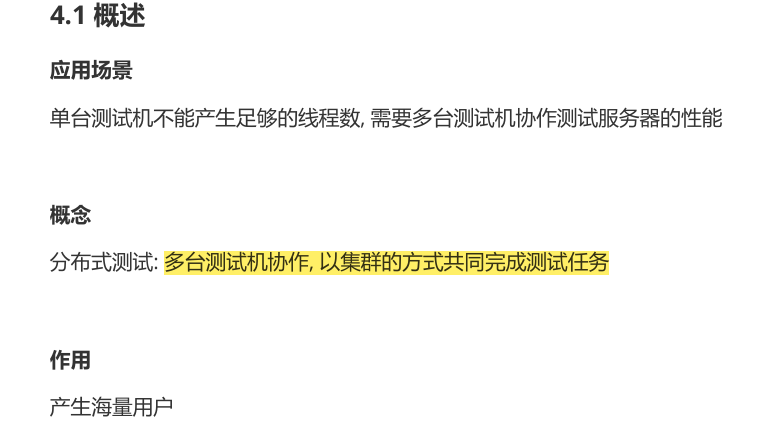 4.1 概述
应用场景
单台测试机不能产生足够的线程数, 需要多台测试机协作测试服务器的性能
概念
分布式测试: 多台测试机协作, 以集群的方式共同完成测试任务
作用
产生海量用户